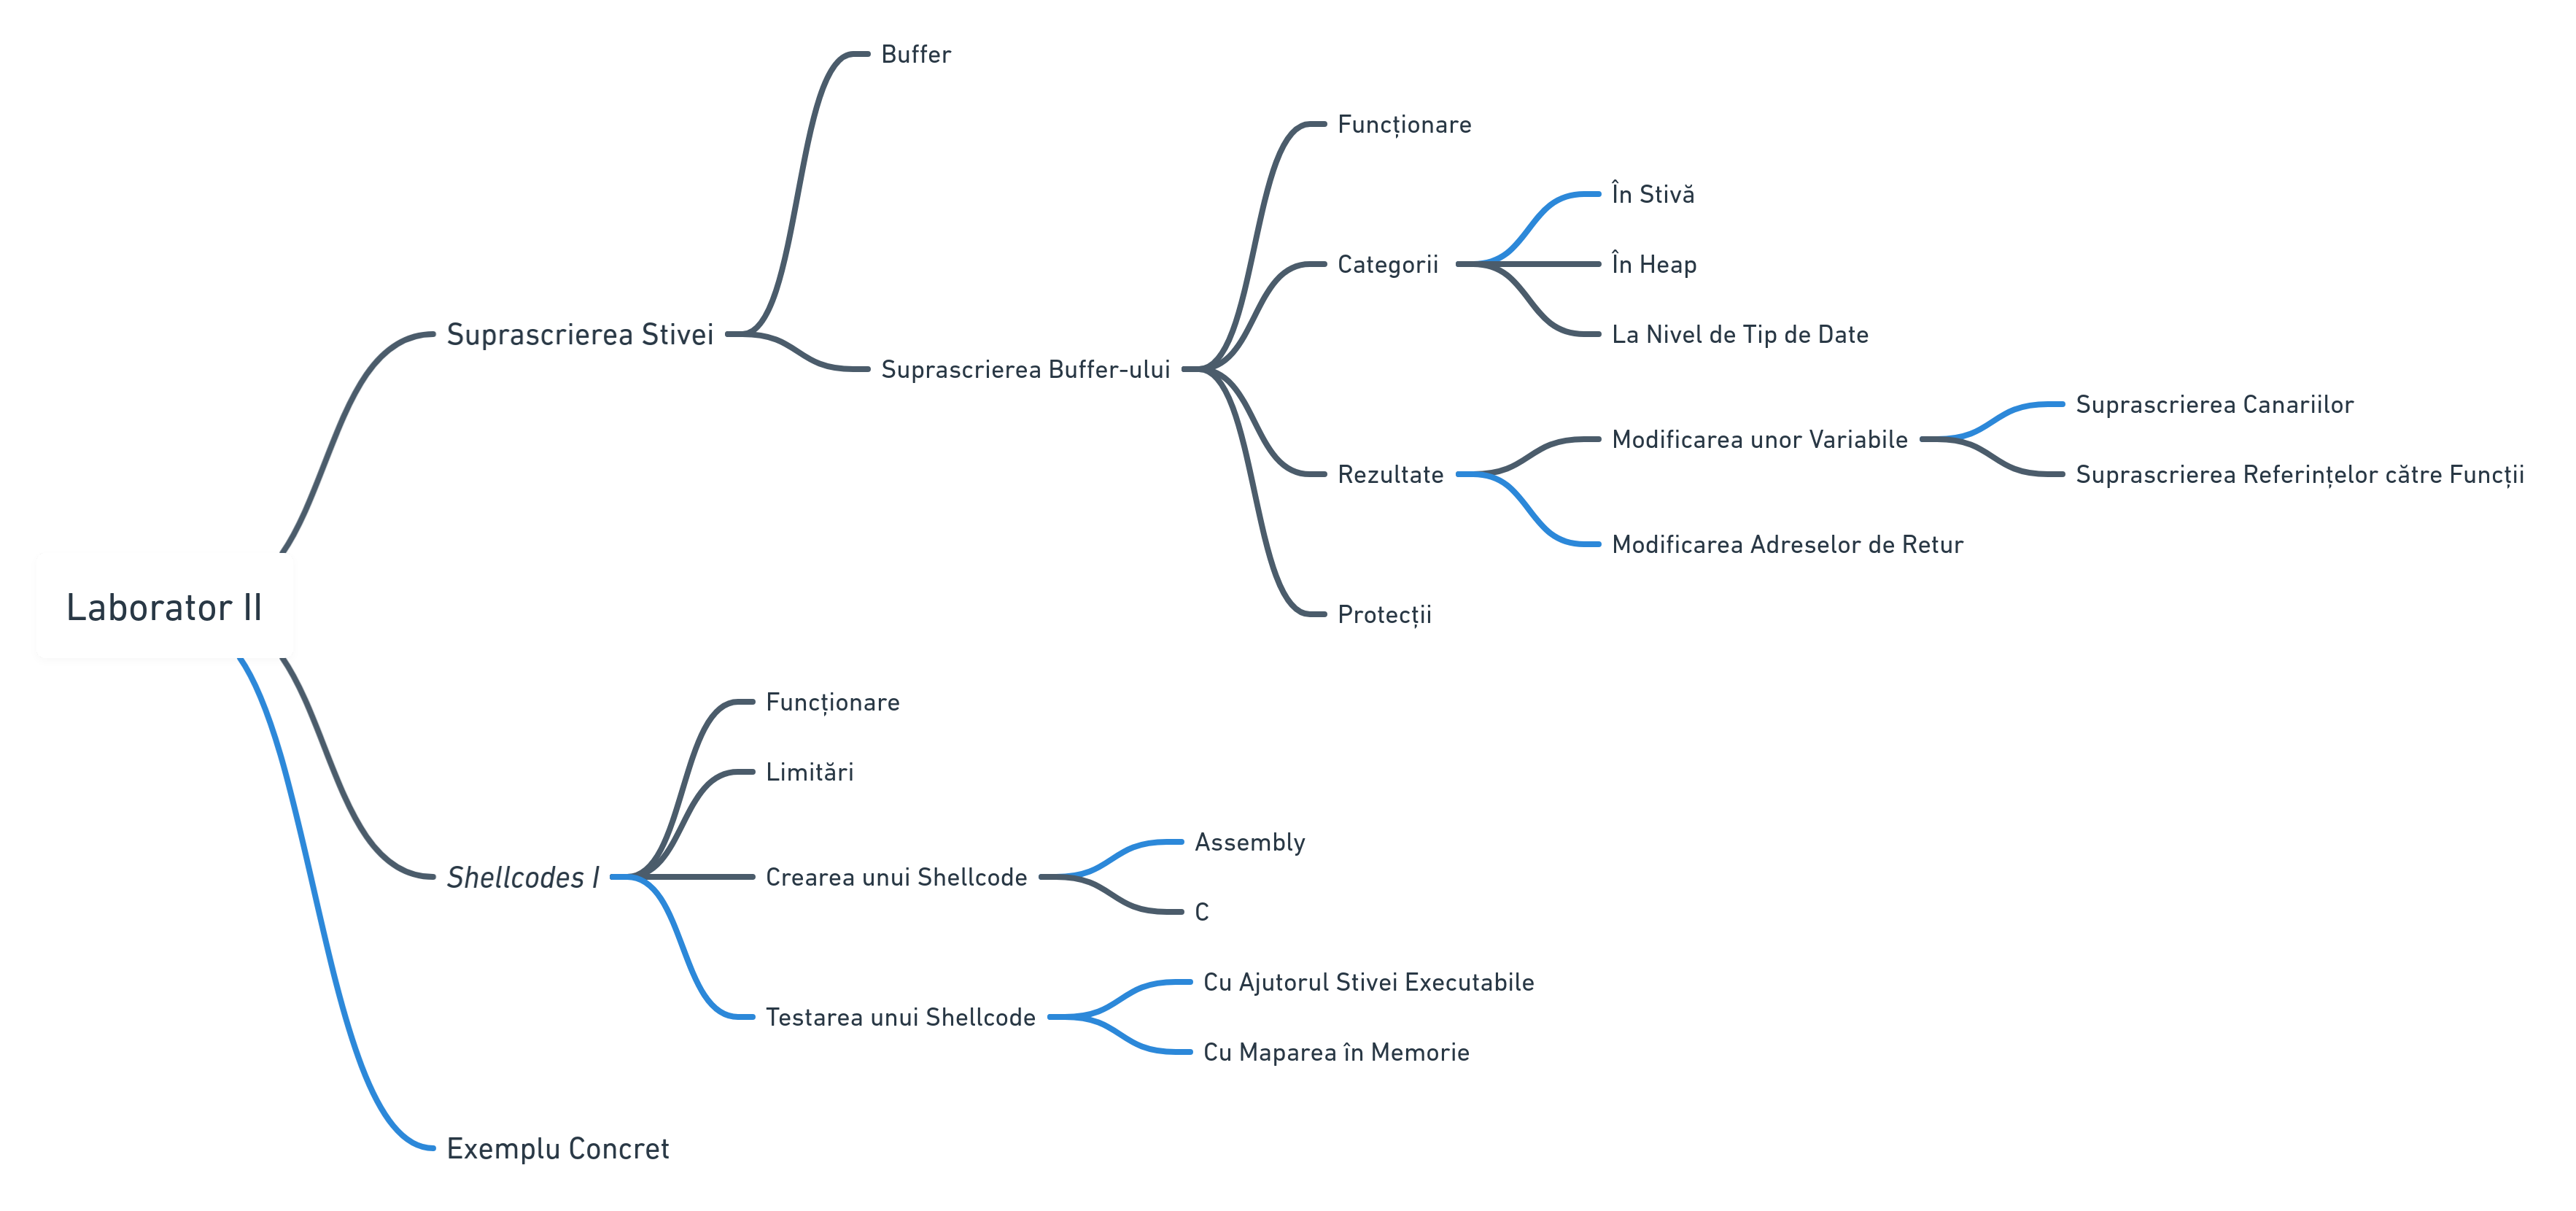 Buffer
Funcționare
În Stivă
Categorii
În Heap
Suprascrierea Stivei
La Nivel de Tip de Date
Suprascrierea Buffer-ului
Suprascrierea Canariilor
Modificarea unor Variabile
Rezultate
Suprascrierea Referințelor către Funcții
Modificarea Adreselor de Retur
Laborator II
Protecții
Funcționare
Limitări
Assembly
Shellcodes I
Crearea unui Shellcode
C
Cu Ajutorul Stivei Executabile
Testarea unui Shellcode
Cu Maparea în Memorie
Exemplu Concret